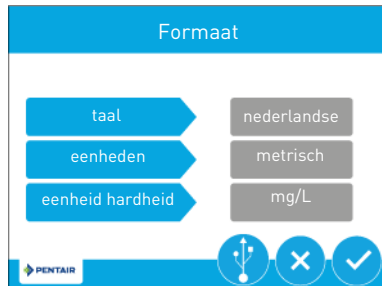 Formaat
taal nederlandse
eenheden metrisch
eenheid hardheid mg/L
PENTAIR